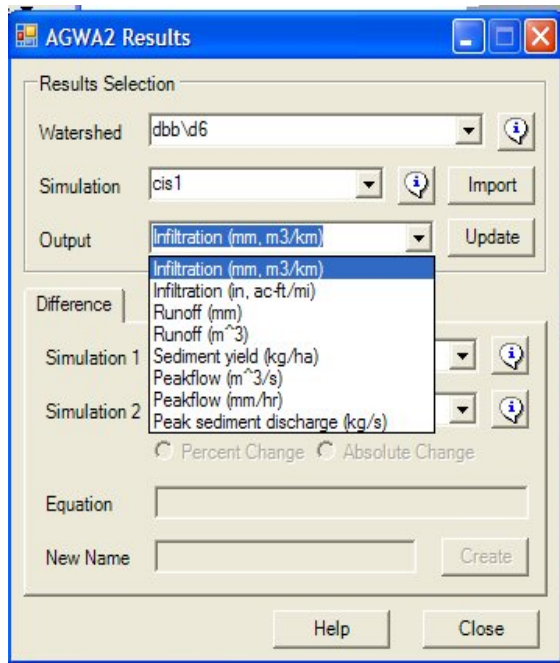 AGWA2 Results
Results Selection
Watershed dbb\d6
Simulation cis1 Import
Output Infiltration (mm, m3/km) Update
Infiltration (mm, m3/km)
Infiltration (in, ac-ft/mi)
Runoff (mm)
Runoff (m^3)
Sediment yield (kg/ha)
Peakflow (m^3/s)
Peakflow (mm/hr)
Peak sediment discharge (kg/s)
Difference
Simulation 1
Simulation 2
Percent Change Absolute Change
Equation
New Name Create
Help Close